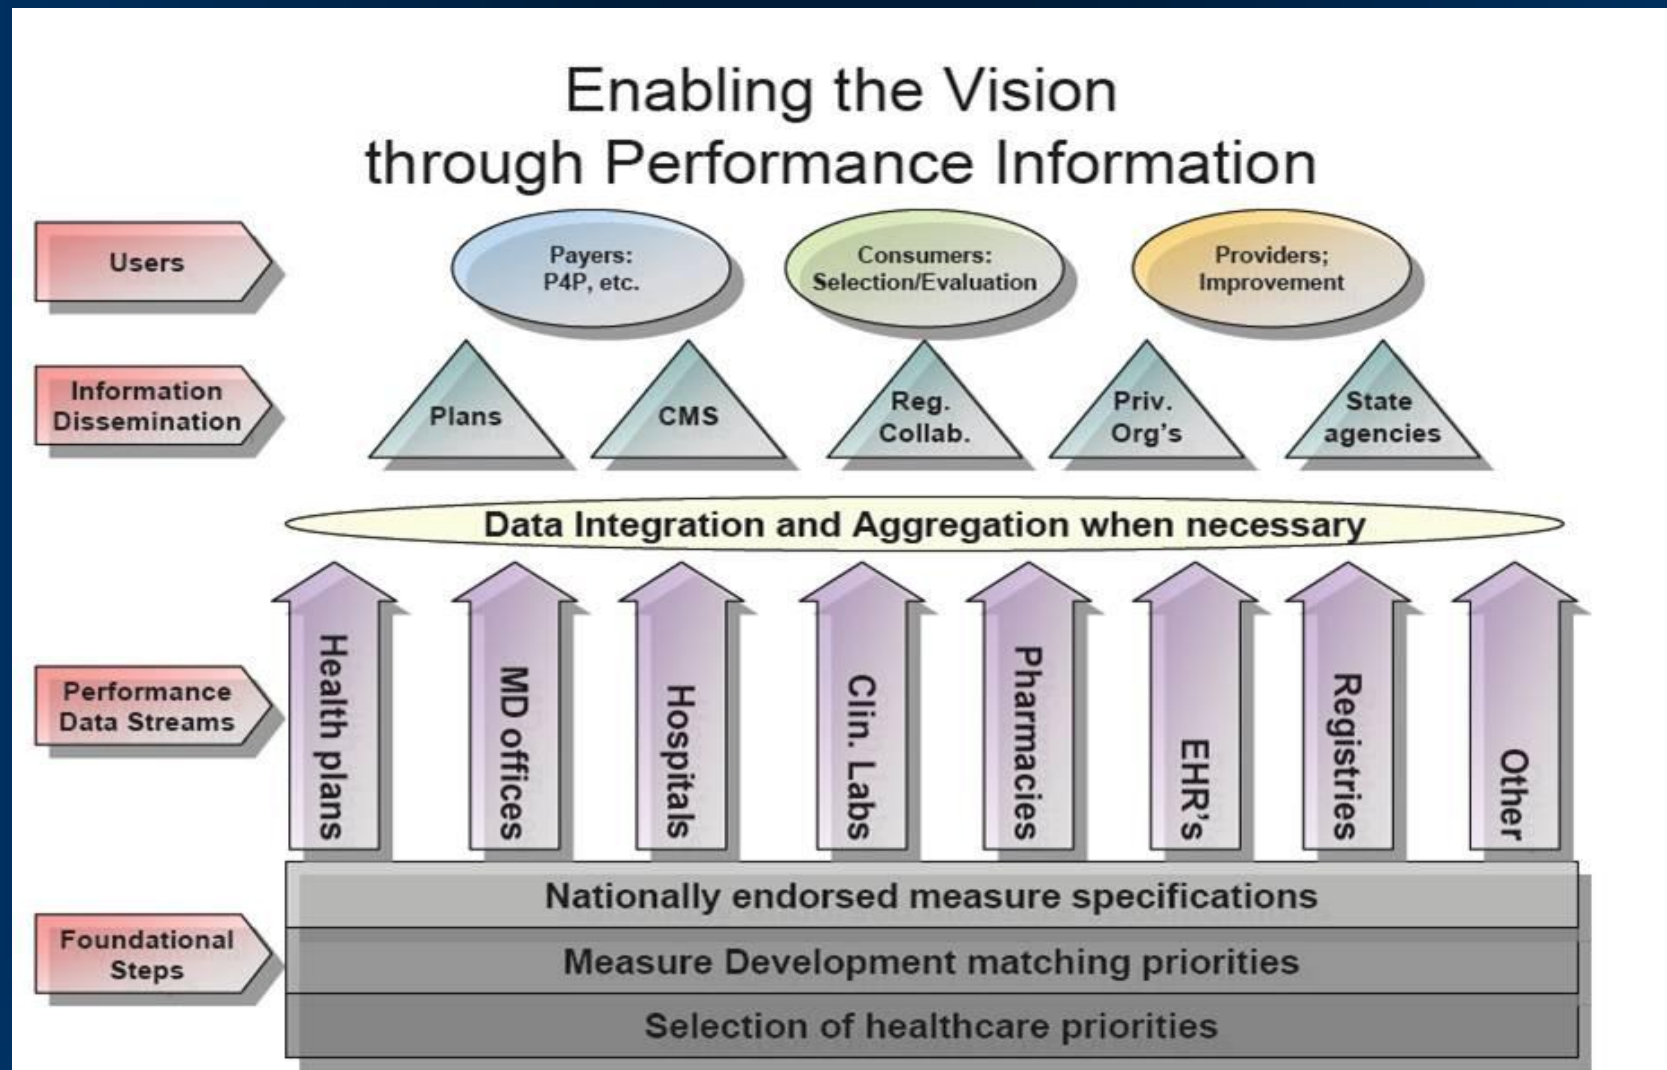 Enabling the Vision
through Performance Information
Users
Payers:
P4P, etc.
Consumers:
Selection/Evaluation
Providers;
Improvement
Information
Dissemination
Plans
CMS
Reg.
Collab.
Priv.
Org's
State
agencies
Data Integration and Aggregation when necessary
Performance
Data Streams
Health plans
MD offices
Hospitals
Clin. Labs
Pharmacies
EHR's
Registries
Other
Foundational
Steps
Nationally endorsed measure specifications
Measure Development matching priorities
Selection of healthcare priorities